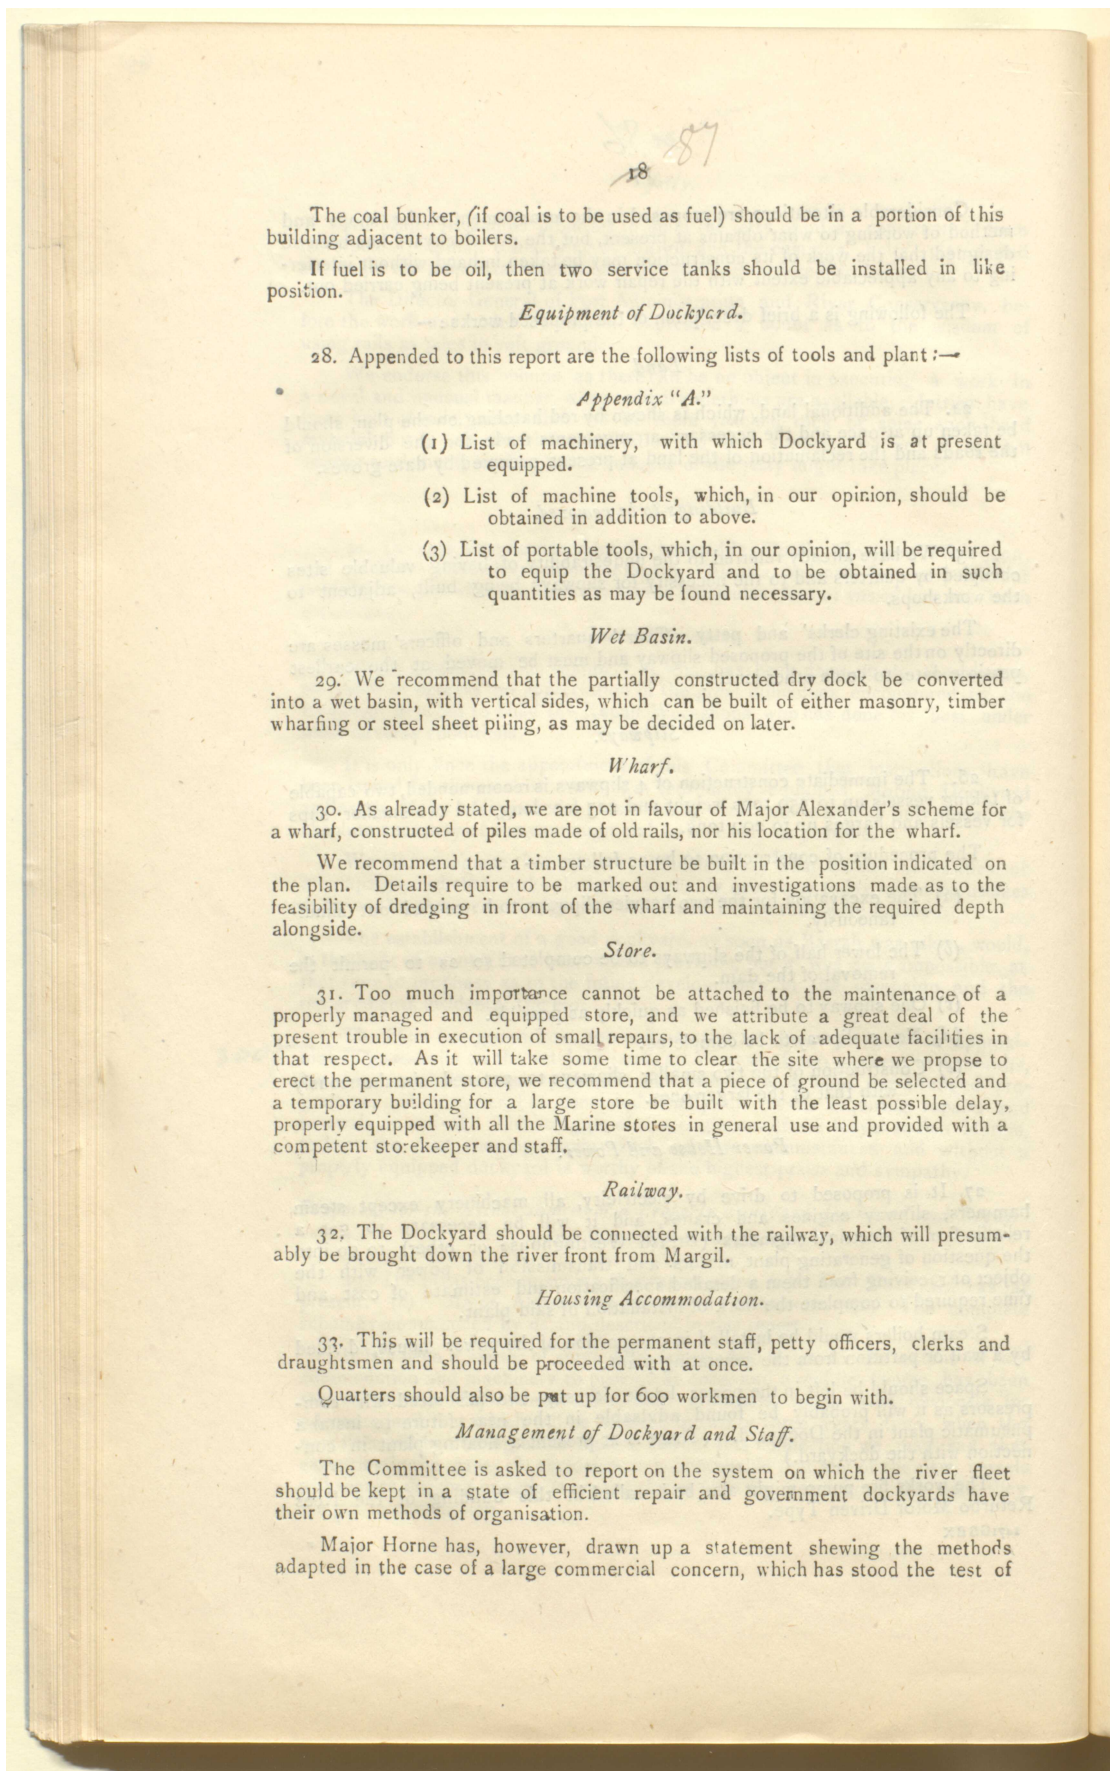 87
18
The coal bunker, (if coal is to be used as fuel) should be in a portion of this
building adjacent to boilers.
If fuel is to be oil, then two service tanks should be installed in like
position.
Equipment of Dockyard.
28. Appended to this report are the following lists of tools and plant :—
Appendix "A."
(1) List of machinery, with which Dockyard is at present
equipped.
(2) List of machine tools, which, in our opinion, should be
obtained in addition to above.
(3) List of portable tools, which, in our opinion, will be required
to equip the Dockyard and to be obtained in such
quantities as may be found necessary.
Wet Basin.
29. We recommend that the partially constructed dry dock be converted
into a wet basin, with vertical sides, which can be built of either masonry, timber
wharfing or steel sheet piling, as may be decided on later.
Wharf.
30. As already stated, we are not in favour of Major Alexander's scheme for
a wharf, constructed of piles made of old rails, nor his location for the wharf.
We recommend that a timber structure be built in the position indicated on
the plan. Details require to be marked out and investigations made as to the
feasibility of dredging in front of the wharf and maintaining the required depth
alongside.
Store.
31. Too much importance cannot be attached to the maintenance of a
properly managed and equipped store, and we attribute a great deal of the
present trouble in execution of small repairs, to the lack of adequate facilities in
that respect. As it will take some time to clear the site where we propse to
erect the permanent store, we recommend that a piece of ground be selected and
a temporary building for a large store be built with the least possible delay,
properly equipped with all the Marine stores in general use and provided with a
competent storekeeper and staff.
Railway.
32. The Dockyard should be connected with the railway, which will presum-
ably be brought down the river front from Margil.
Housing Accommodation.
33. This will be required for the permanent staff, petty officers, clerks and
draughtsmen and should be proceeded with at once.
Quarters should also be put up for 600 workmen to begin with.
Management of Dockyard and Staff.
The Committee is asked to report on the system on which the river fleet
should be kept in a state of efficient repair and government dockyards have
their own methods of organisation.
Major Horne has, however, drawn up a statement shewing the methods
adapted in the case of a large commercial concern, which has stood the test of